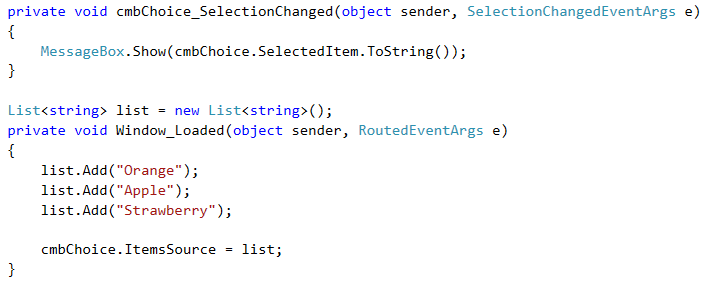 private void cmbChoice_SelectionChanged(object sender, SelectionChangedEventArgs e)
{
    MessageBox.Show(cmbChoice.SelectedItem.ToString());
}

List<string> list = new List<string>();
private void Window_Loaded(object sender, RoutedEventArgs e)
{
    list.Add("Orange");
    list.Add("Apple");
    list.Add("Strawberry");

    cmbChoice.ItemsSource = list;
}